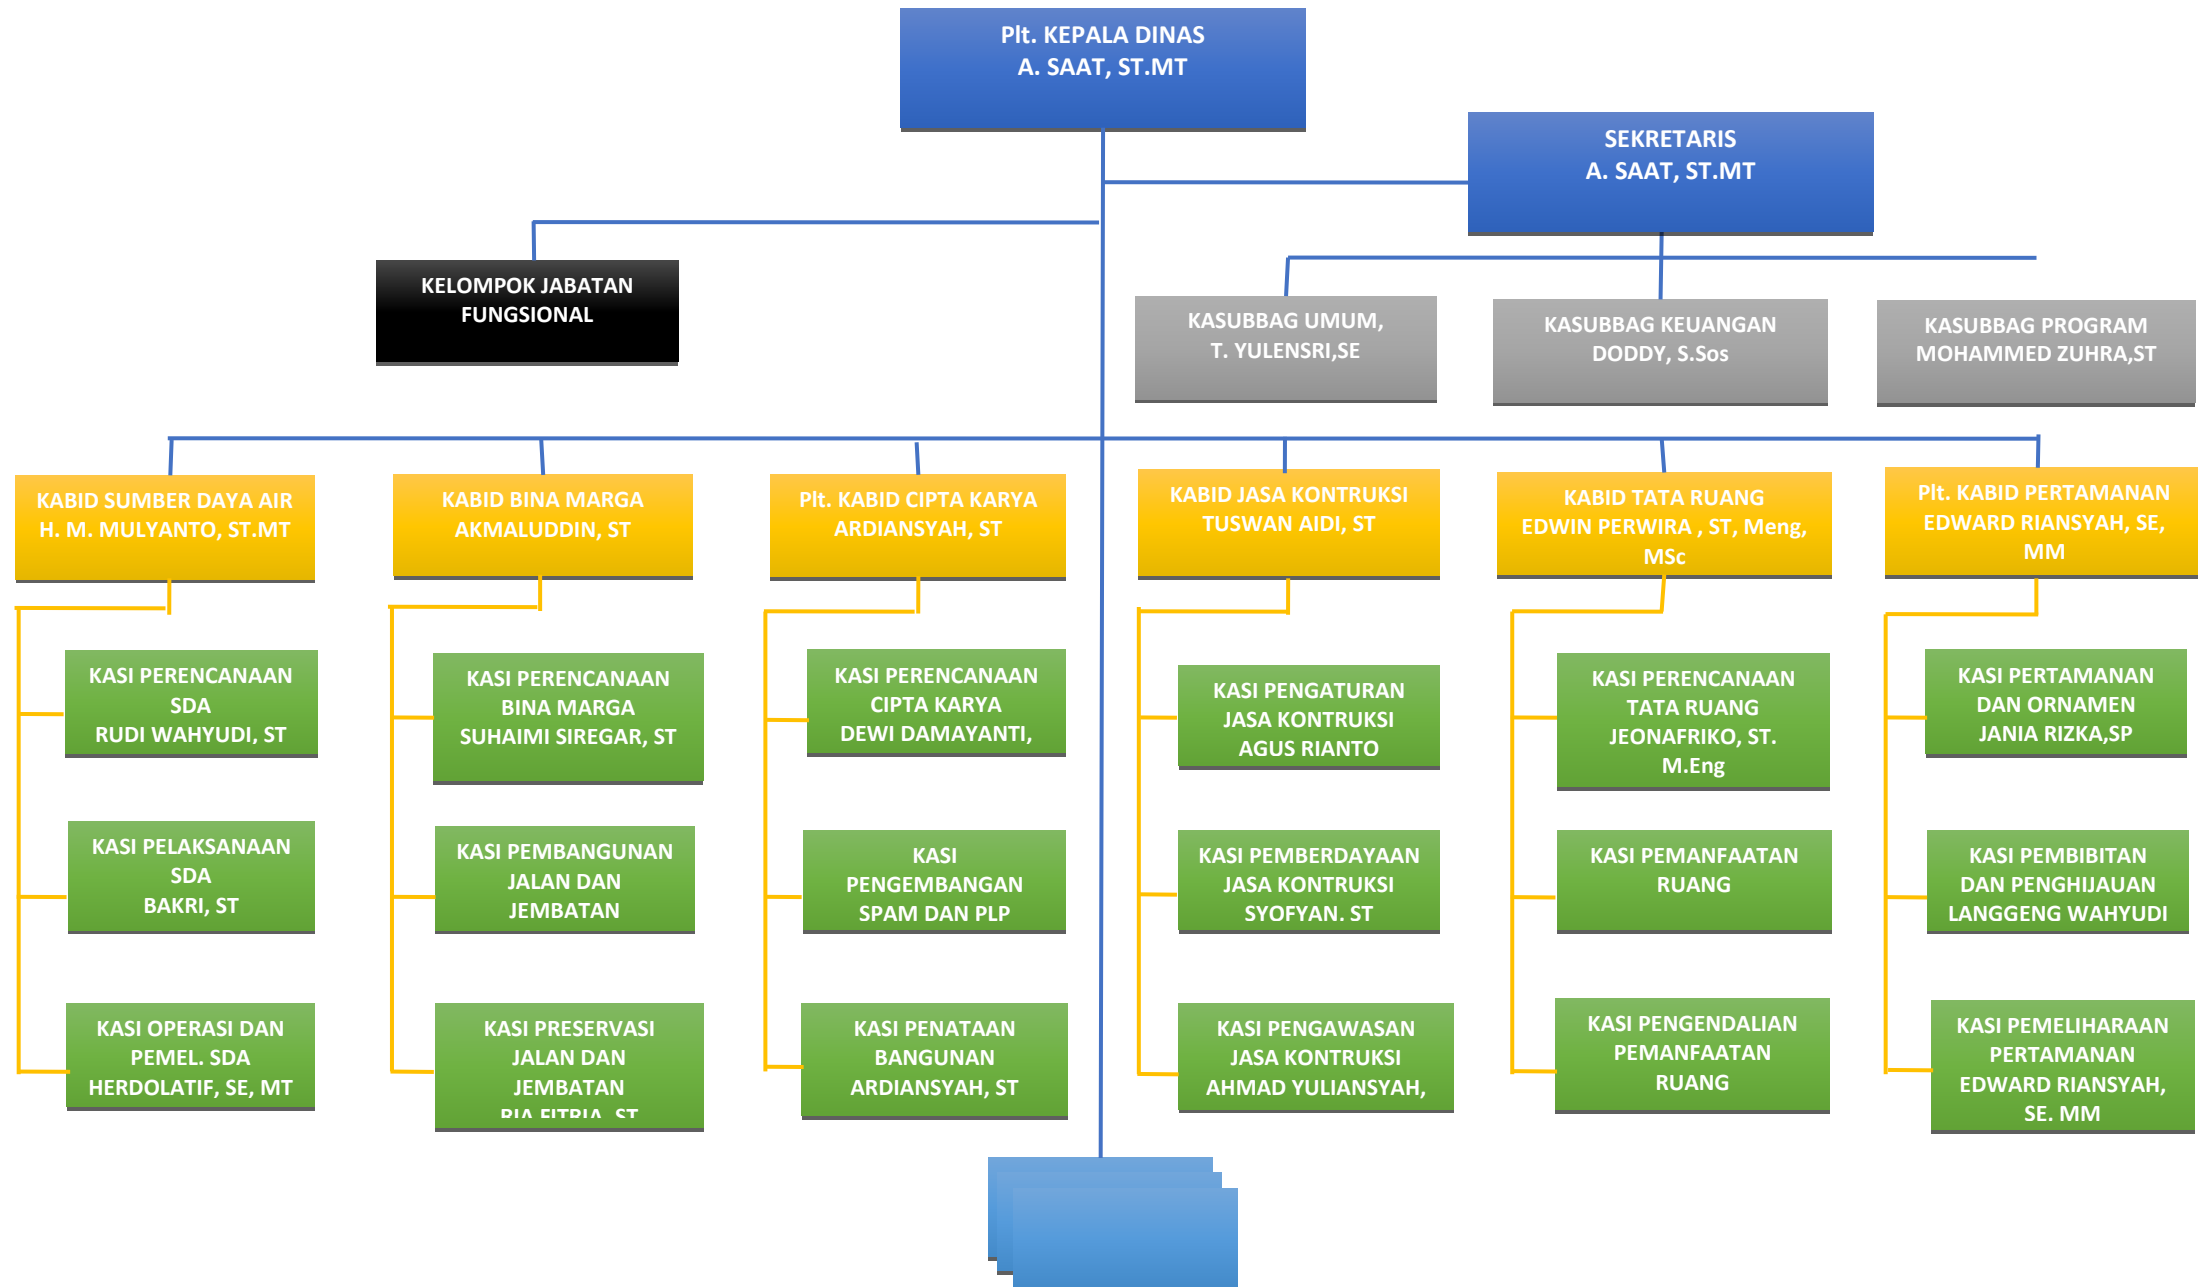 Plt. KEPALA DINAS
A. SAAT, ST.MT
SEKRETARIS
A. SAAT, ST.MT
KELOMPOK JABATAN
FUNGSIONAL
KASUBBAG UMUM,
T. YULENSRI,SE
KASUBBAG KEUANGAN
DODDY, S.Sos
KASUBBAG PROGRAM
MOHAMMED ZUHRA,ST
KABID SUMBER DAYA AIR
H. M. MULYANTO, ST.MT
KABID BINA MARGA
AKMALUDDIN, ST
Plt. KABID CIPTA KARYA
ARDIANSYAH, ST
KABID JASA KONTRUKSI
TUSWAN AIDI, ST
KABID TATA RUANG
EDWIN PERWIRA , ST, Meng,
MSc
Plt. KABID PERTAMANAN
EDWARD RIANSYAH, SE,
MM
KASI PERENCANAAN
SDA
RUDI WAHYUDI, ST
KASI PERENCANAAN
BINA MARGA
SUHAIMI SIREGAR, ST
KASI PERENCANAAN
CIPTA KARYA
DEWI DAMAYANTI,
KASI PENGATURAN
JASA KONTRUKSI
AGUS RIANTO
KASI PERENCANAAN
TATA RUANG
JEONAFRIKO, ST.
M.Eng
KASI PERTAMANAN
DAN ORNAMEN
JANIA RIZKA,SP
KASI PELAKSANAAN
SDA
BAKRI, ST
KASI PEMBANGUNAN
JALAN DAN
JEMBATAN
KASI
PENGEMBANGAN
SPAM DAN PLP
KASI PEMBERDAYAAN
JASA KONTRUKSI
SYOFYAN. ST
KASI PEMANFAATAN
RUANG
KASI PEMBIBITAN
DAN PENGHIJAUAN
LANGGENG WAHYUDI
KASI OPERASI DAN
PEMEL. SDA
HERDOLATIF, SE, MT
KASI PRESERVASI
JALAN DAN
JEMBATAN
RIA FITRIA, ST
KASI PENATAAN
BANGUNAN
ARDIANSYAH, ST
KASI PENGAWASAN
JASA KONTRUKSI
AHMAD YULIANSYAH,
KASI PENGENDALIAN
PEMANFAATAN
RUANG
KASI PEMELIHARAAN
PERTAMANAN
EDWARD RIANSYAH,
SE. MM